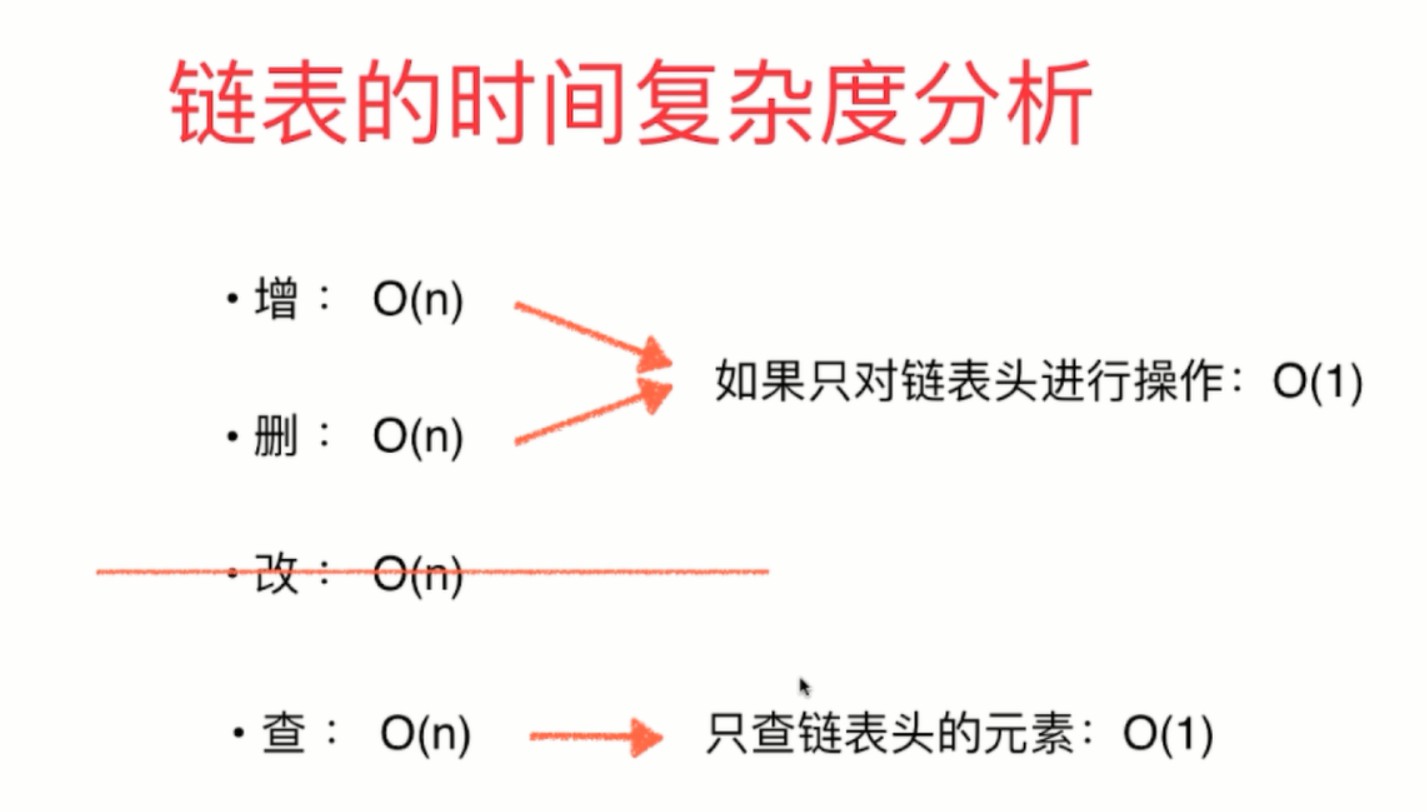 链表的时间复杂度分析
• 增： O(n)
如果只对链表头进行操作：O(1)
• 删： O(n)
• 改： O(n)
• 查： O(n)
只查链表头的元素：O(1)